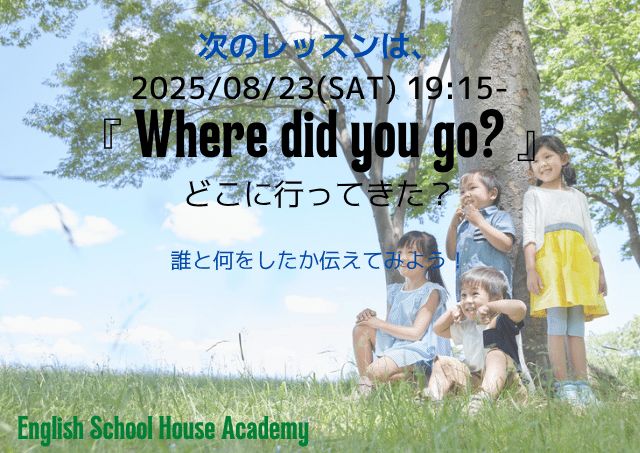 次のレッスンは、
2025/08/23(SAT) 19:15-
『 Where did you go? 』
どこに行ってきた？
誰と何をしたか伝えてみよう！
English School House Academy